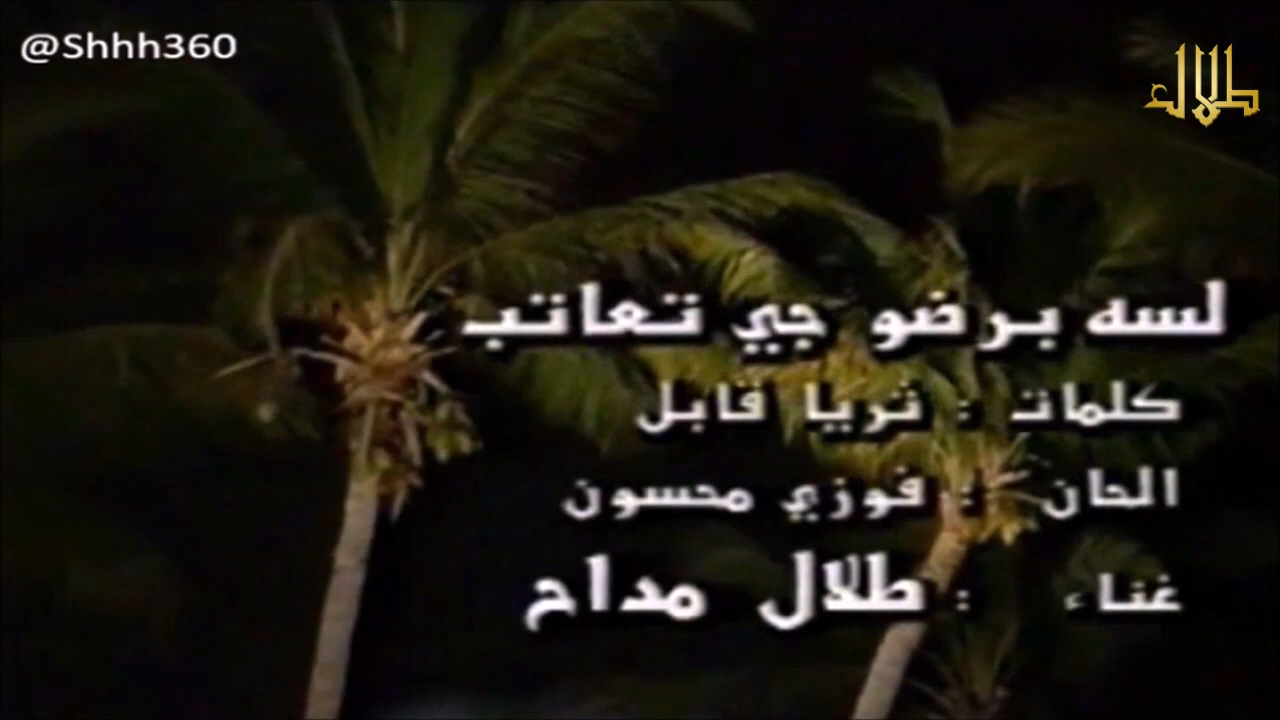 @Shhh360
طلال
لسه برضو جي تعاتب
كلمات : ثريا قابل
الحان : فوزي محسون
غناء : طلال مداح